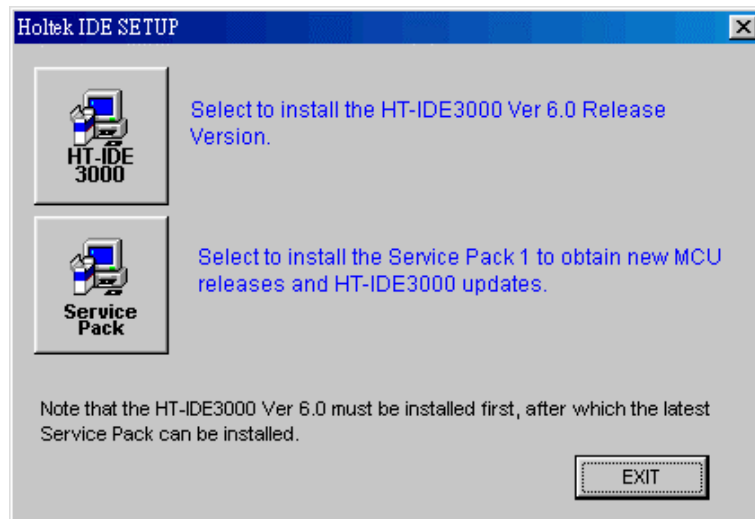 Holtek IDE SETUP
HT-IDE
3000
Select to install the HT-IDE3000 Ver 6.0 Release
Version.
Service
Pack
Select to install the Service Pack 1 to obtain new MCU
releases and HT-IDE3000 updates.
Note that the HT-IDE3000 Ver 6.0 must be installed first, after which the latest
Service Pack can be installed.
EXIT